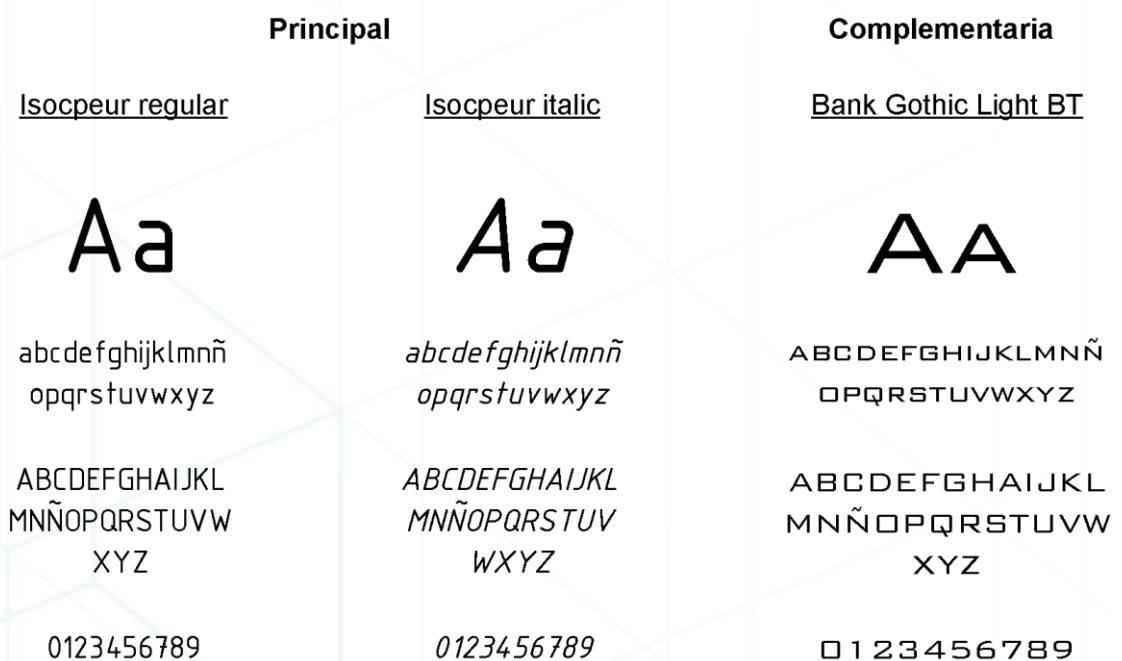 Principal
Complementaria
Isocpeur regular
Isocpeur italic
Bank Gothic Light BT
Aa
Aa
AA
abcdefghijklmnñ
opqrstuvwxyz
abcdefghijklmnñ
opqrstuvwxyz
ABCDEFGHIJKLMNÑ
OPQRSTUVWXYZ
ABCDEFGHAIJKL
MNÑOPQRSTUVW
XYZ
ABCDEFGHAIJKL
MNÑOPQRSTUV
WXYZ
ABCDEFGHAIJKL
MNÑOPQRSTUVW
XYZ
0123456789
0123456789
0123456789